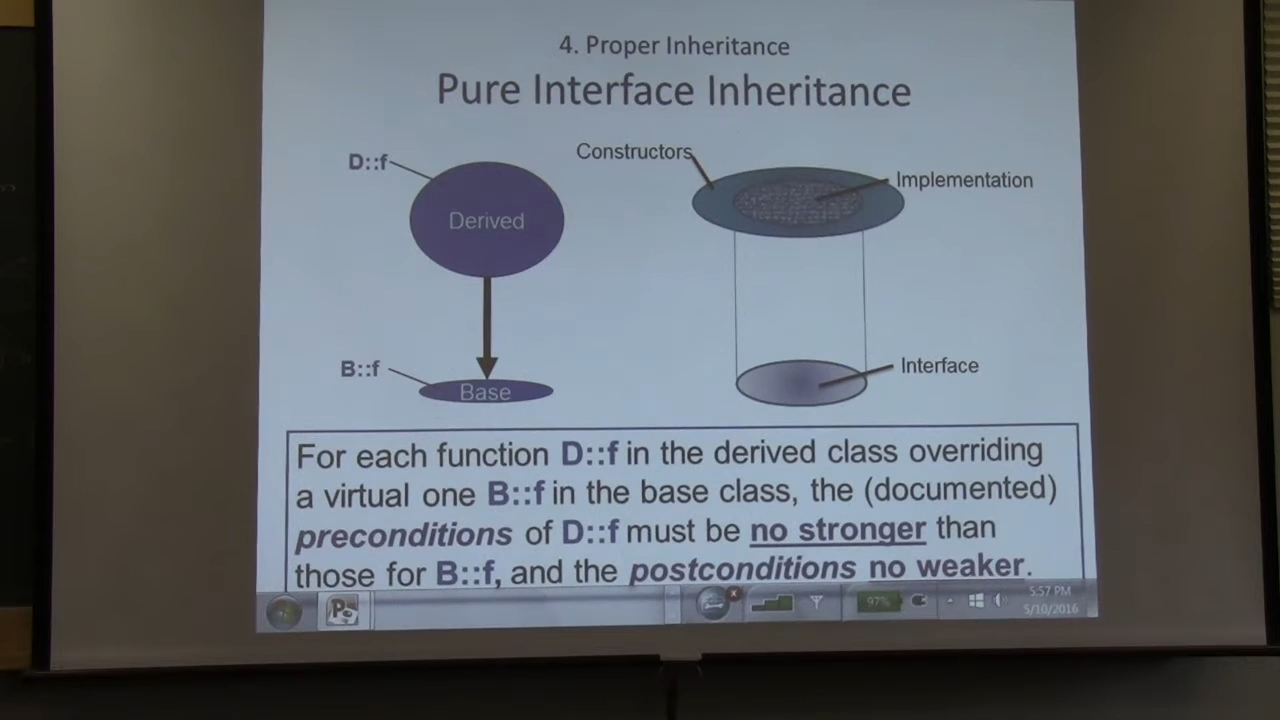 4. Proper Inheritance
Pure Interface Inheritance
D::f
Derived
Constructors
Implementation
B::f
Base
Interface
For each function D::f in the derived class overriding
a virtual one B::f in the base class, the (documented)
preconditions of D::f must be no stronger than
those for B::f, and the postconditions no weaker.
97%
5:57 PM
5/10/2016